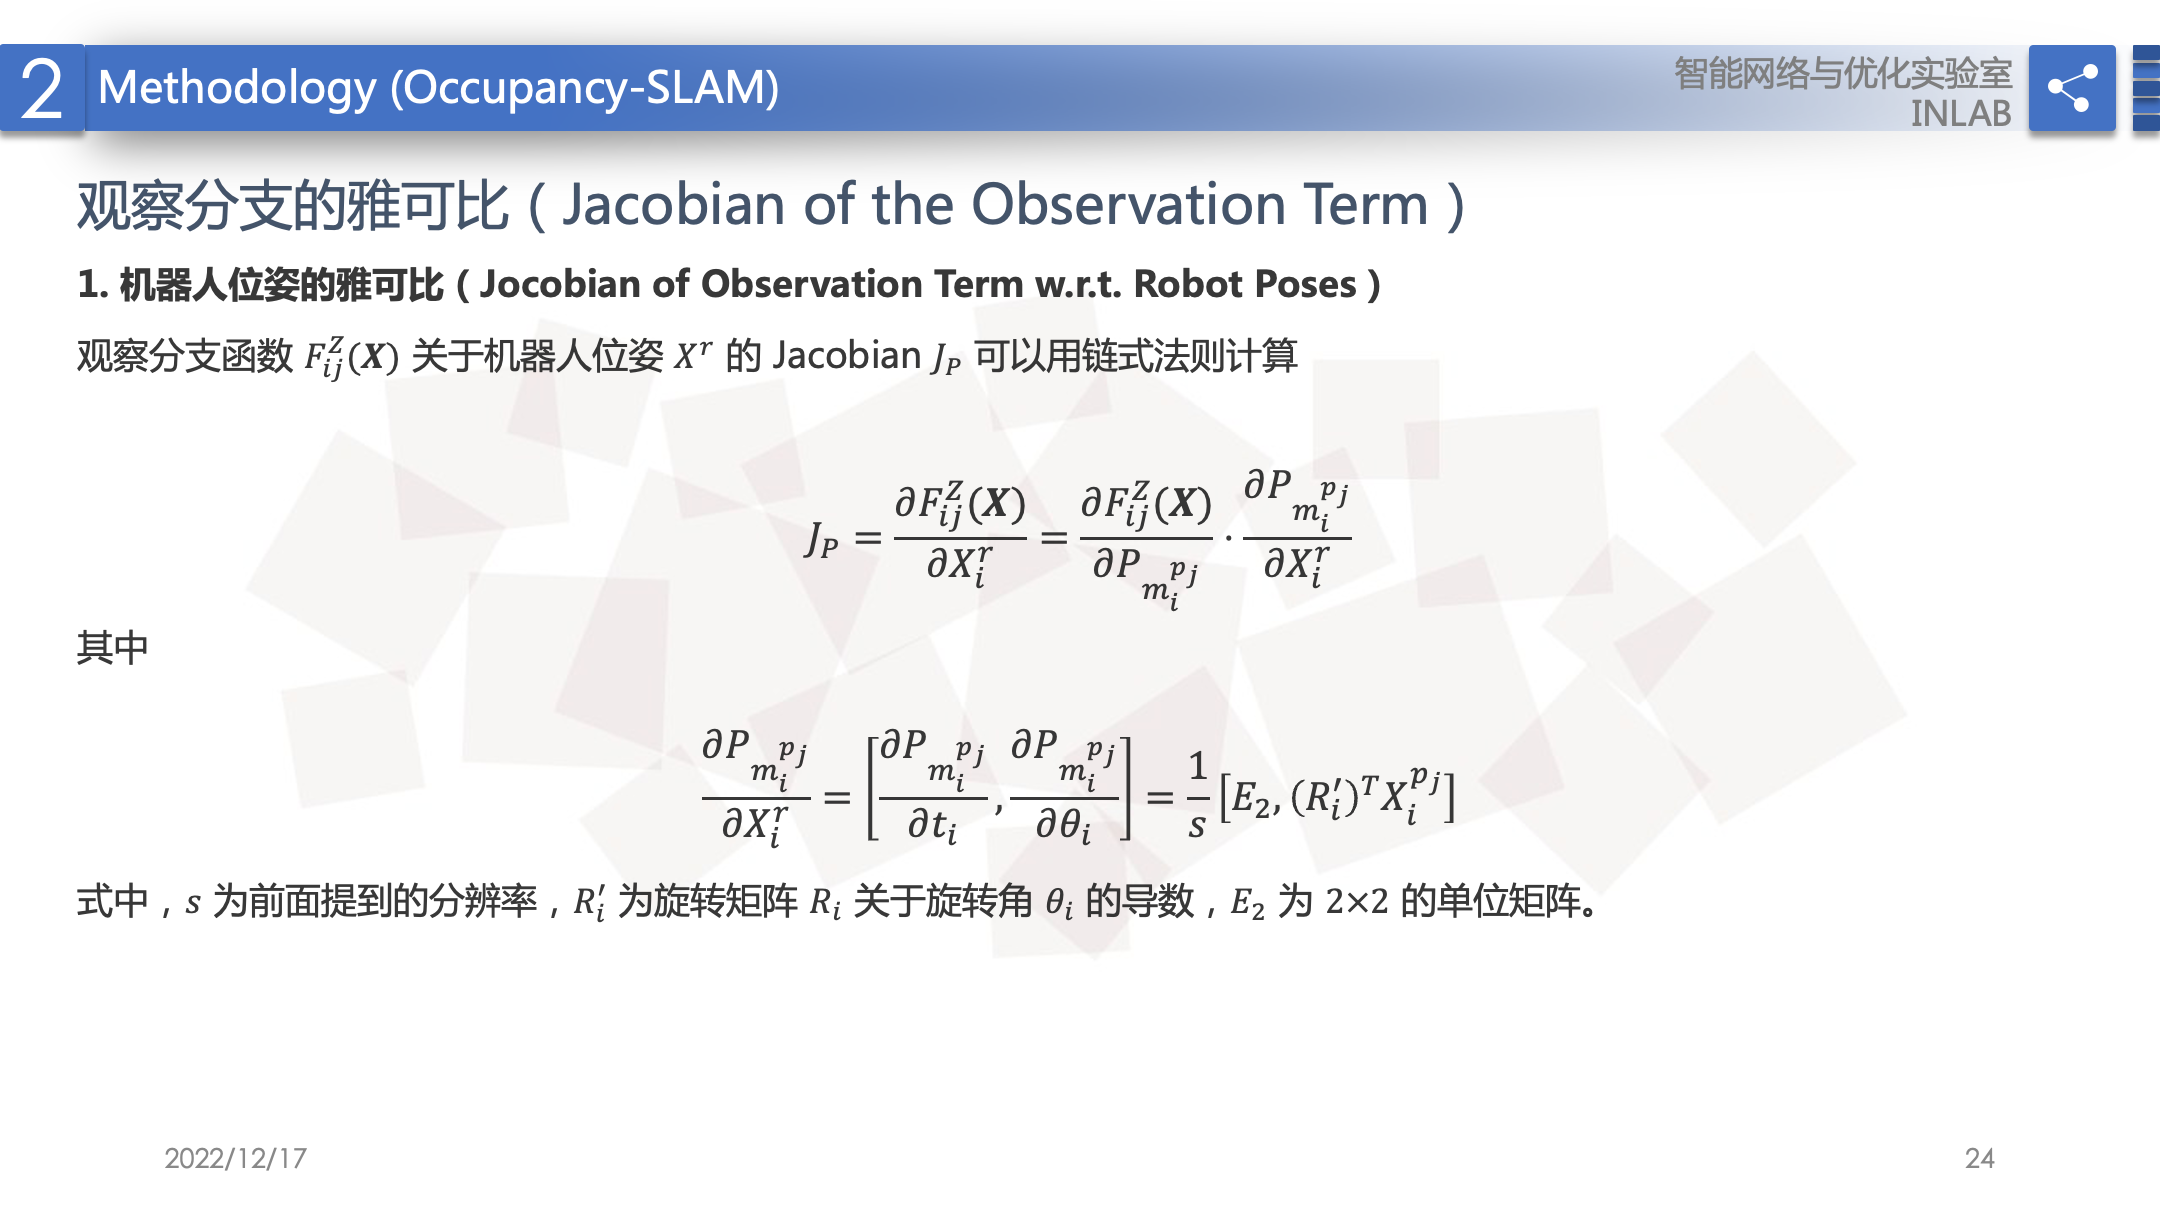 2
Methodology (Occupancy-SLAM)
智能网络与优化实验室
INLAB
观察分支的雅可比（Jacobian of the Observation Term）
1. 机器人位姿的雅可比（Jocobian of Observation Term w.r.t. Robot Poses）
观察分支函数 $F_{ij}^{Z}(\boldsymbol{X})$ 关于机器人位姿 $X^{r}$ 的 Jacobian $J_P$ 可以用链式法则计算
$J_P = \frac{\partial F_{ij}^{Z}(\boldsymbol{X})}{\partial X_i^r} = \frac{\partial F_{ij}^{Z}(\boldsymbol{X})}{\partial P_{m_i^{p_j}}} \cdot \frac{\partial P_{m_i^{p_j}}}{\partial X_i^r}$
其中
$\frac{\partial P_{m_i^{p_j}}}{\partial X_i^r} = \left[\frac{\partial P_{m_i^{p_j}}}{\partial t_i}, \frac{\partial P_{m_i^{p_j}}}{\partial \theta_i}\right] = \frac{1}{s}\left[E_2, (R_i')^T X_i^{p_j}\right]$
式中，$s$ 为前面提到的分辨率，$R_i'$ 为旋转矩阵 $R_i$ 关于旋转角 $\theta_i$ 的导数，$E_2$ 为 2×2 的单位矩阵。
2022/12/17
24